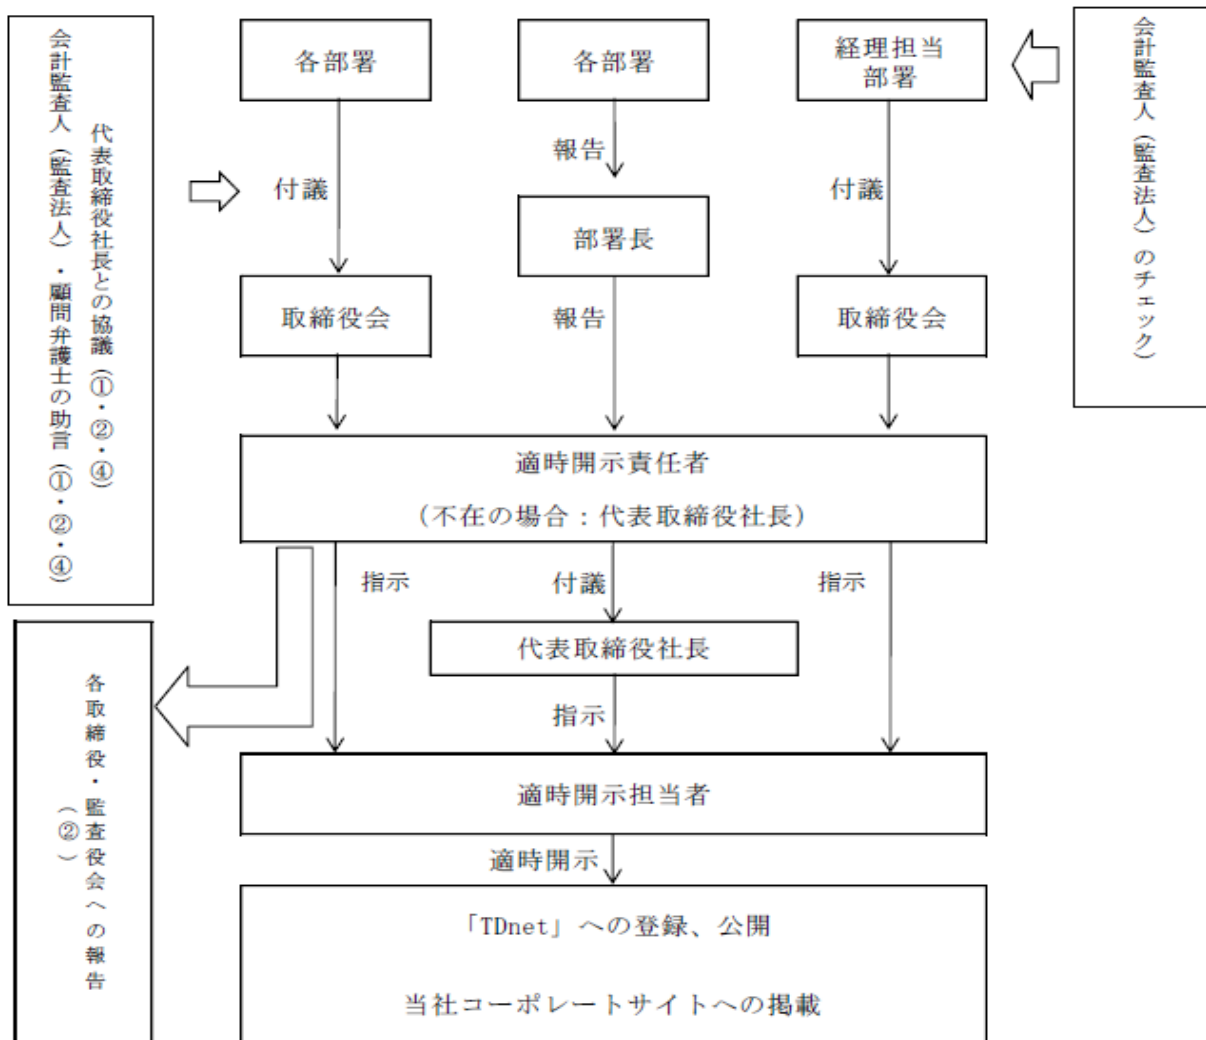 代表取締役社長との協議(①・②・④)
会計監査人(監査法人)・顧問弁護士の助言(①・②・④)
各部署
各部署
経理担当
部署
会計監査人(監査法人)のチェック)
報告
付議
付議
部署長
取締役会
報告
取締役会
適時開示責任者
(不在の場合:代表取締役社長)
指示
付議
指示
代表取締役社長
指示
各取締役・監査役会への報告
(②)
適時開示担当者
適時開示
「TDnet」への登録、公開
当社コーポレートサイトへの掲載